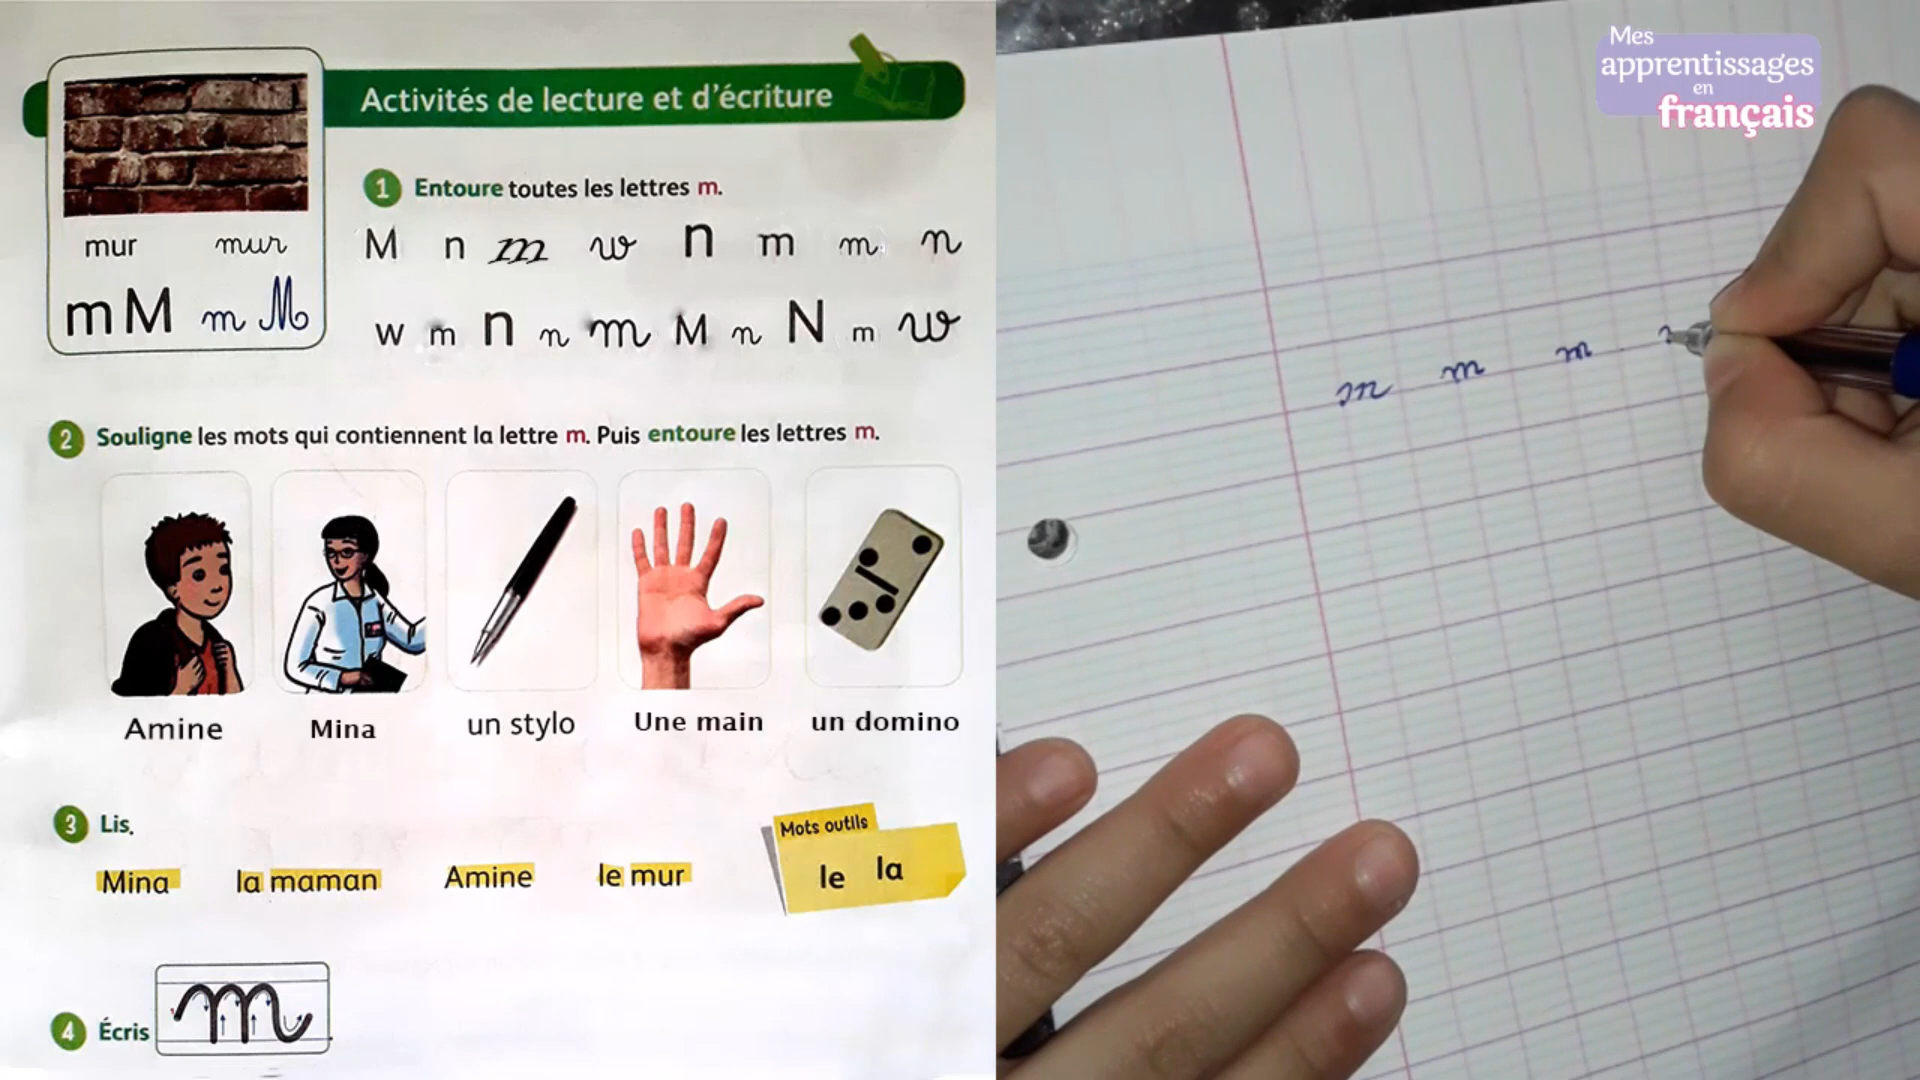 Activités de lecture et d'écriture
mur mur
mM m M
1 Entoure toutes les lettres m.
M n m w n m m n
w m n n m M n N m w
2 Souligne les mots qui contiennent la lettre m. Puis entoure les lettres m.
Amine Mina un stylo Une main un domino
3 Lis.
Mina la maman Amine le mur
Mots outils
le la
4 Écris m
Mes
apprentissages
en
français
m m m